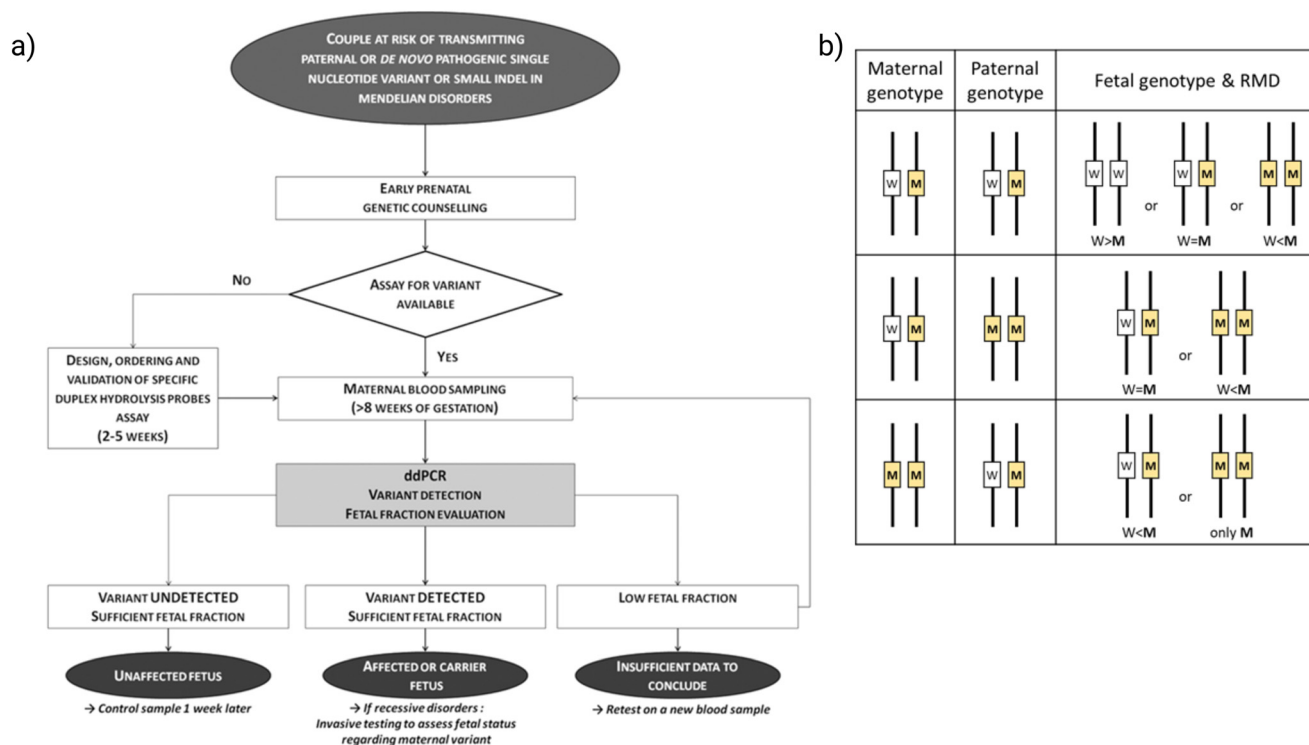 a)
COUPLE AT RISK OF TRANSMITTING
PATERNAL OR DE NOVO PATHOGENIC SINGLE
NUCLEOTIDE VARIANT OR SMALL INDEL IN
MENDELIAN DISORDERS
EARLY PRENATAL
GENETIC COUNSELLING
NO
ASSAY FOR VARIANT
AVAILABLE
YES
DESIGN, ORDERING AND
VALIDATION OF SPECIFIC
DUPLEX HYDROLYSIS PROBES
ASSAY
(2-5 WEEKS)
MATERNAL BLOOD SAMPLING
(>8 WEEKS OF GESTATION)
ddPCR
VARIANT DETECTION
FETAL FRACTION EVALUATION
VARIANT UNDETECTED
SUFFICIENT FETAL FRACTION
VARIANT DETECTED
SUFFICIENT FETAL FRACTION
LOW FETAL FRACTION
UNAFFECTED FETUS
AFFECTED OR CARRIER
FETUS
INSUFFICIENT DATA TO
CONCLUDE
→ Control sample 1 week later
→ If recessive disorders :
Invasive testing to assess fetal status
regarding maternal variant
→ Retest on a new blood sample
b)
Maternal
genotype
Paternal
genotype
Fetal genotype & RMD
W M
W M
W W or W M or M M
W>M W=M W<M
W M
M M
W M or M M
W=M W<M
M M
W M
W M or M M
W<M only M